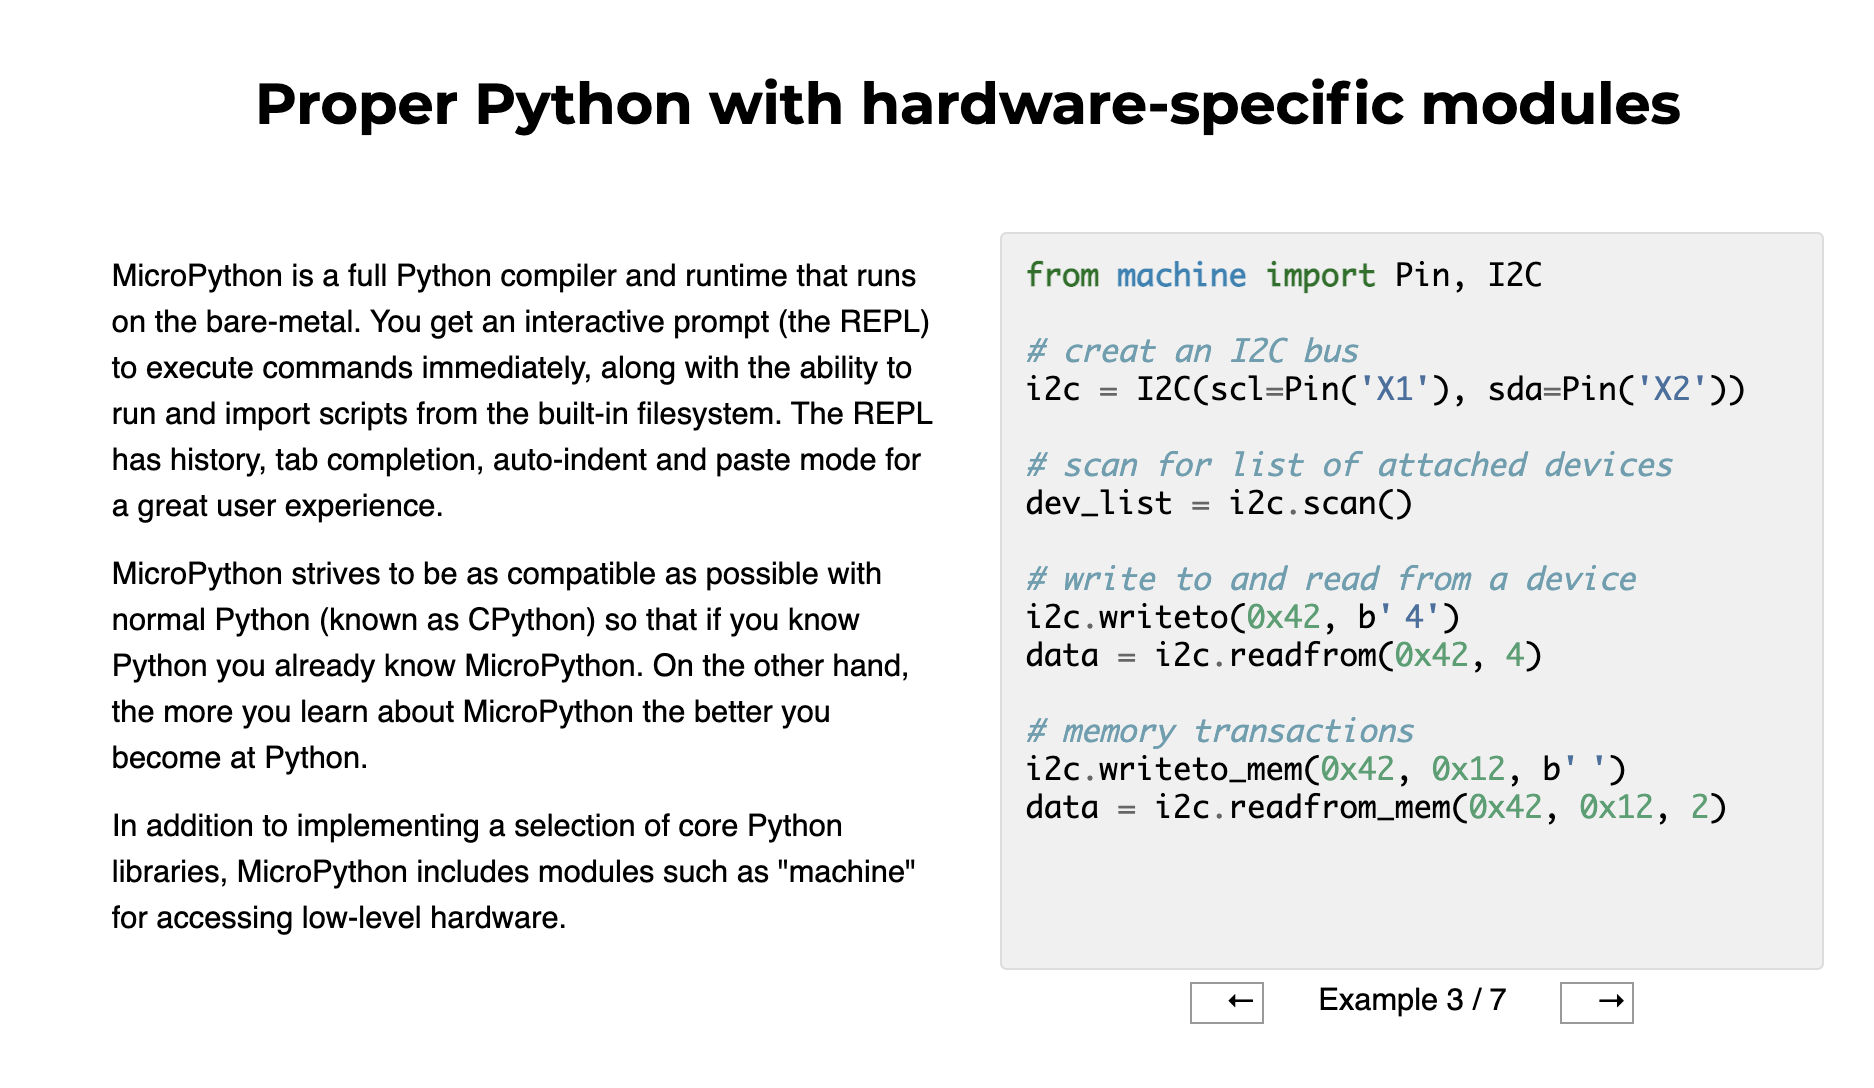 Proper Python with hardware-specific modules
MicroPython is a full Python compiler and runtime that runs
on the bare-metal. You get an interactive prompt (the REPL)
to execute commands immediately, along with the ability to
run and import scripts from the built-in filesystem. The REPL
has history, tab completion, auto-indent and paste mode for
a great user experience.
MicroPython strives to be as compatible as possible with
normal Python (known as CPython) so that if you know
Python you already know MicroPython. On the other hand,
the more you learn about MicroPython the better you
become at Python.
In addition to implementing a selection of core Python
libraries, MicroPython includes modules such as "machine"
for accessing low-level hardware.
from machine import Pin, I2C
# creat an I2C bus
i2c = I2C(scl=Pin('X1'), sda=Pin('X2'))
# scan for list of attached devices
dev_list = i2c.scan()
# write to and read from a device
i2c.writeto(0x42, b' 4')
data = i2c.readfrom(0x42, 4)
# memory transactions
i2c.writeto_mem(0x42, 0x12, b' ')
data = i2c.readfrom_mem(0x42, 0x12, 2)
← Example 3 / 7 →